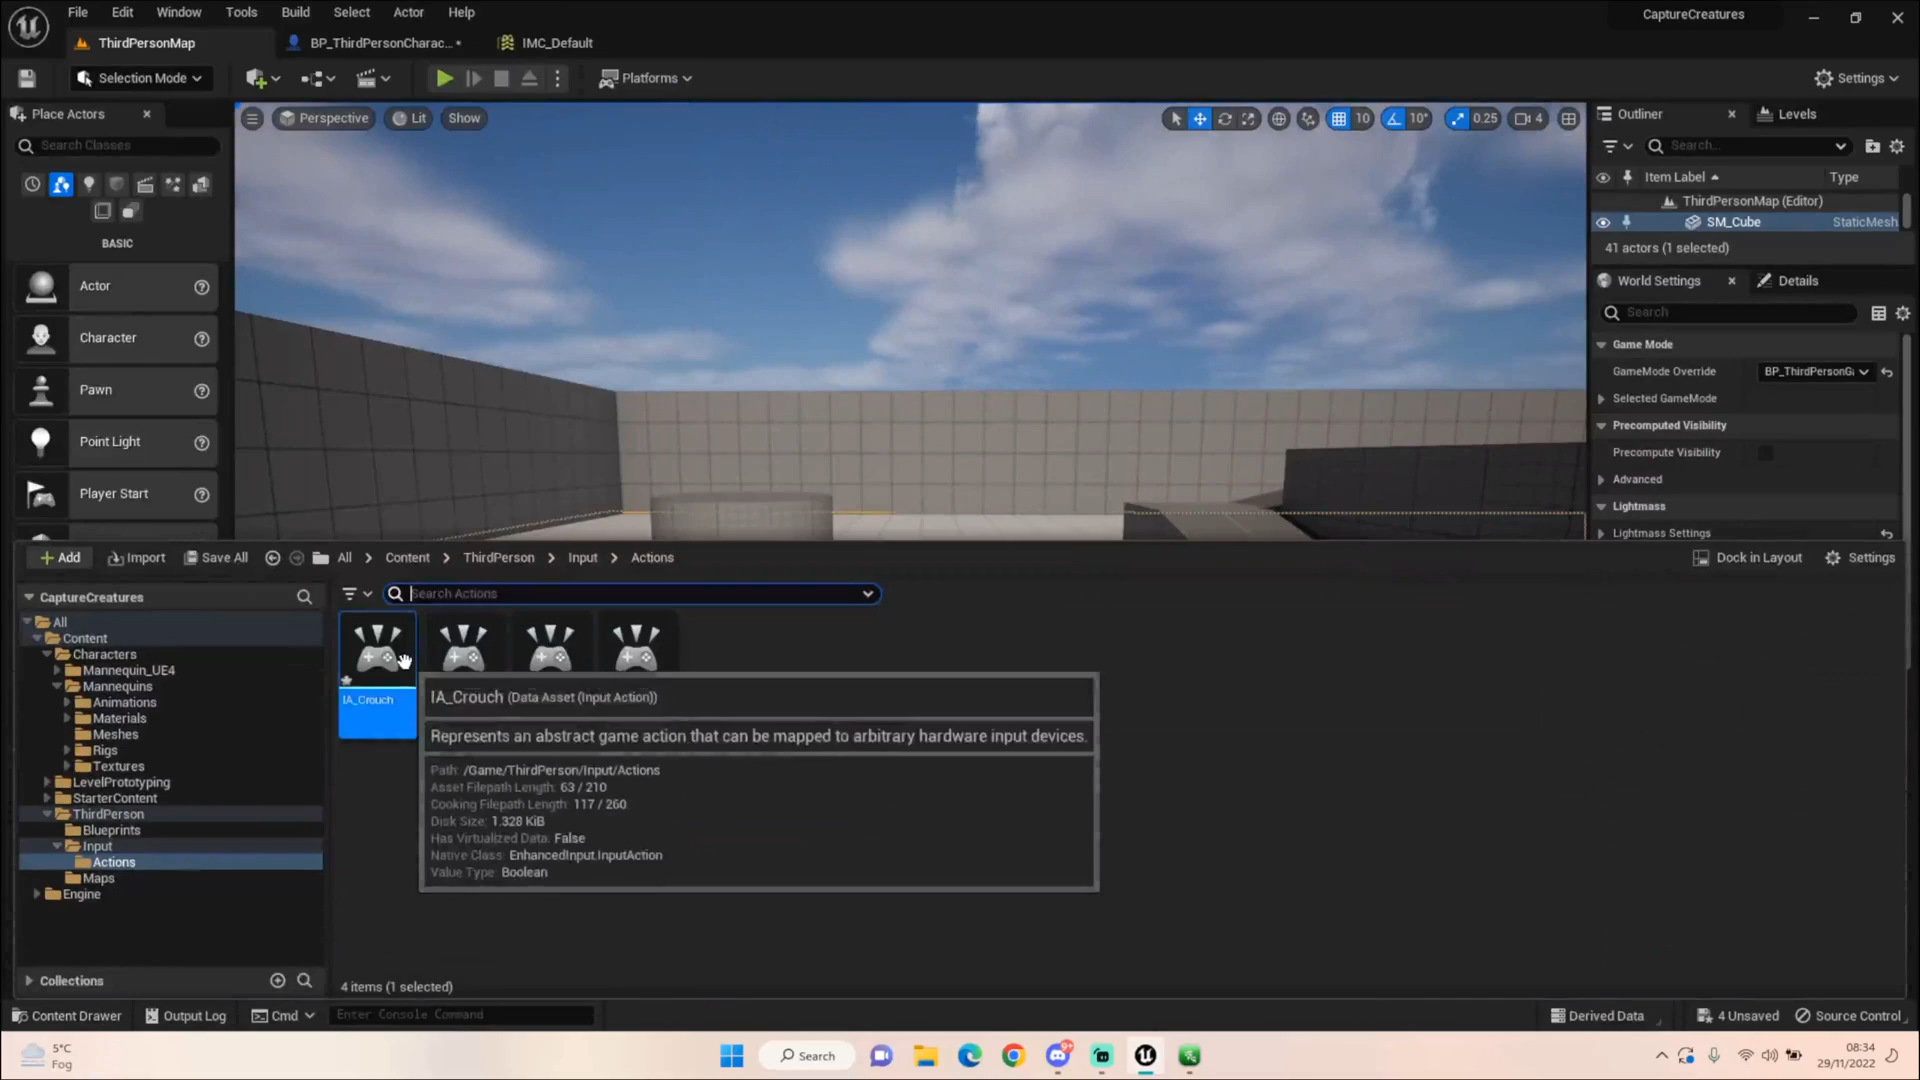 File Edit Window Tools Build Select Actor Help
CaptureCreatures
ThirdPersonMap
BP_ThirdPersonCharac...*
IMC_Default
Selection Mode
Platforms
Settings
Place Actors
Perspective Lit Show
10 10° 0.25 4
Outliner
Levels
Search Classes
Search...
Item Label
Type
ThirdPersonMap (Editor)
SM_Cube
StaticMesh
41 actors (1 selected)
BASIC
Actor
Character
Pawn
Point Light
Player Start
World Settings
Details
Search
Game Mode
GameMode Override
BP_ThirdPersonGa
Selected GameMode
Precomputed Visibility
Precompute Visibility
Advanced
Lightmass
Lightmass Settings
Add Import Save All
All Content ThirdPerson Input Actions
Dock in Layout
Settings
CaptureCreatures
All
Content
Characters
Mannequin_UE4
Mannequins
Animations
Materials
Meshes
Rigs
Textures
LevelPrototyping
StarterContent
ThirdPerson
Blueprints
Input
Actions
Maps
Engine
Collections
Search Actions
IA_Crouch
IA_Crouch (Data Asset (Input Action))
Represents an abstract game action that can be mapped to arbitrary hardware input devices.
Path: /Game/ThirdPerson/Input/Actions
Asset Filepath Length: 63 / 210
Cooking Filepath Length: 117 / 260
Disk Size: 1.328 KiB
Has Virtualized Data: False
Native Class: EnhancedInput.InputAction
Value Type: Boolean
4 items (1 selected)
Content Drawer
Output Log
Cmd
Enter Console Command
Derived Data
4 Unsaved
Source Control
5°C
Fog
Search
08:34
29/11/2022